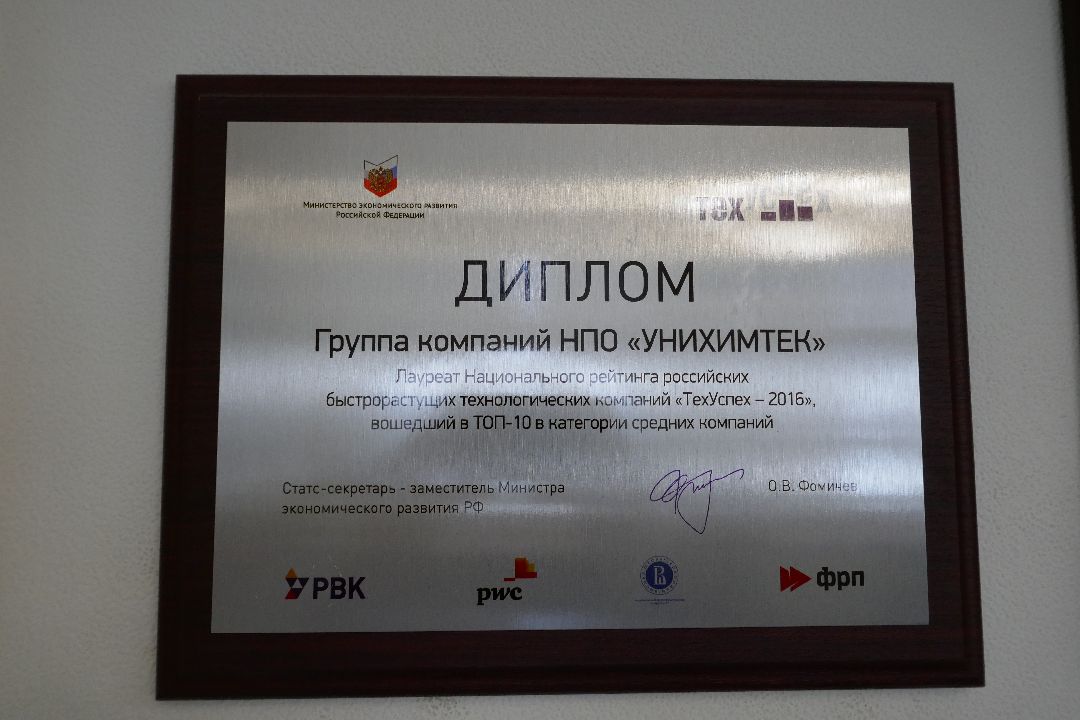 Министерство экономического развития
Российской Федерации
техУспех
ДИПЛОМ
Группа компаний НПО «УНИХИМТЕК»
Лауреат Национального рейтинга российских
быстрорастущих технологических компаний «ТехУспех – 2016»,
вошедший в ТОП-10 в категории средних компаний
Статс-секретарь - заместитель Министра
экономического развития РФ
О.В. Фомичев
РВК
pwc
фрп